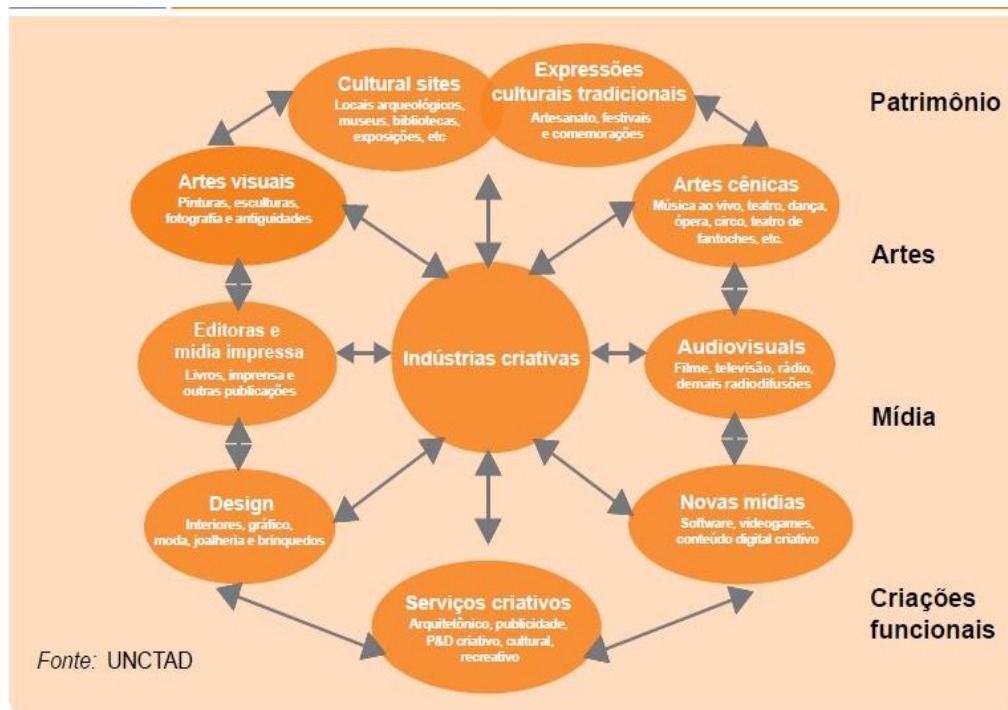 Cultural sites
Locais arqueológicos,
museus, bibliotecas,
exposições, etc
Expressões
culturais tradicionais
Artesanato, festivais
e comemorações
Patrimônio
Artes visuais
Pinturas, esculturas,
fotografia e antiguidades
Artes cênicas
Música ao vivo, teatro, dança,
ópera, circo, teatro de
fantoches, etc.
Artes
Editoras e
mídia impressa
Livros, imprensa e
outras publicações
Indústrias criativas
Audiovisuals
Filme, televisão, rádio,
demais radiodifusões
Mídia
Design
Interiores, gráfico,
moda, joalheria e brinquedos
Novas mídias
Software, videogames,
conteúdo digital criativo
Serviços criativos
Arquitetônico, publicidade,
P&D criativo, cultural,
recreativo
Criações
funcionais
Fonte: UNCTAD